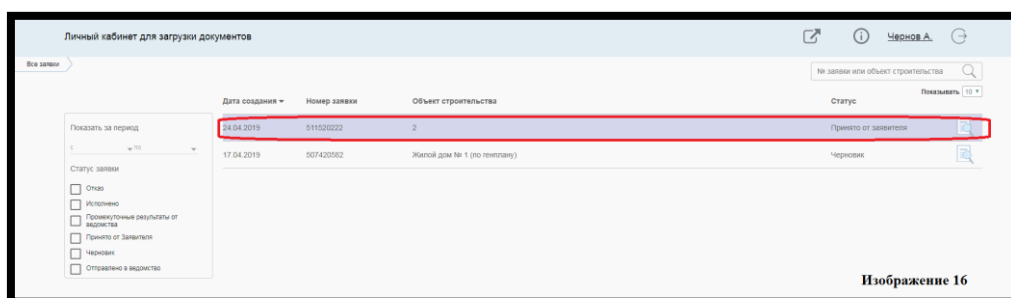 Личный кабинет для загрузки документов
Чернов А.
Все заявки
№ заявки или объект строительства
Показывать 10
Дата создания Номер заявки Объект строительства Статус
Показать за период
с по
24.04.2019 511520222 2 Принято от заявителя
17.04.2019 507420582 Жилой дом № 1 (по генплану) Черновик
Статус заявки
Отказ
Исполнено
Промежуточные результаты от
ведомства
Принято от Заявителя
Черновик
Отправлено в ведомство
Изображение 16